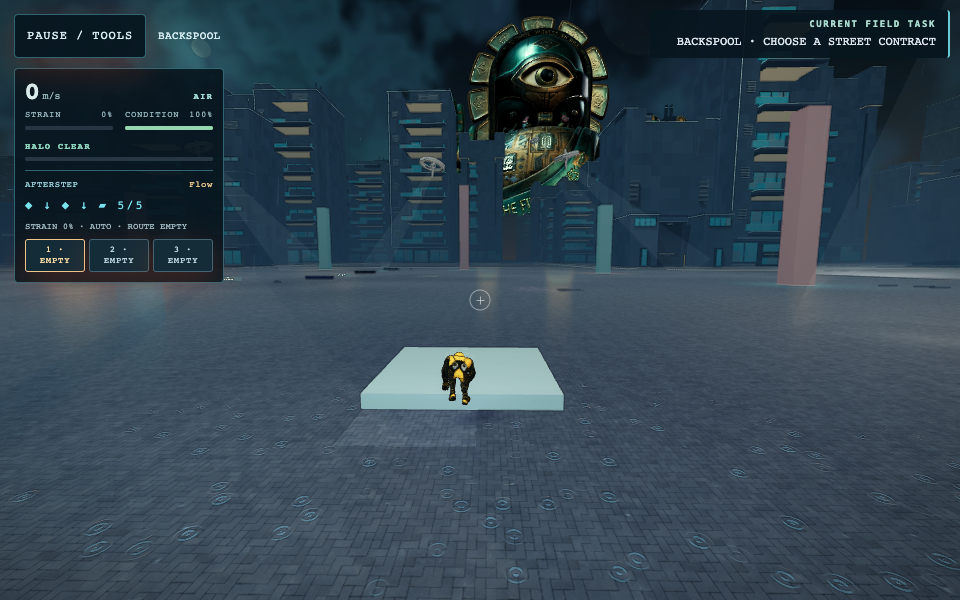 PAUSE / TOOLS
BACKSPOOL
CURRENT FIELD TASK
BACKSPOOL · CHOOSE A STREET CONTRACT
0 m/s
AIR
STRAIN 0%
CONDITION 100%
HALO CLEAR
AFTERSTEP
Flow
5/5
STRAIN 0% · AUTO · ROUTE EMPTY
1 · EMPTY
2 · EMPTY
3 · EMPTY